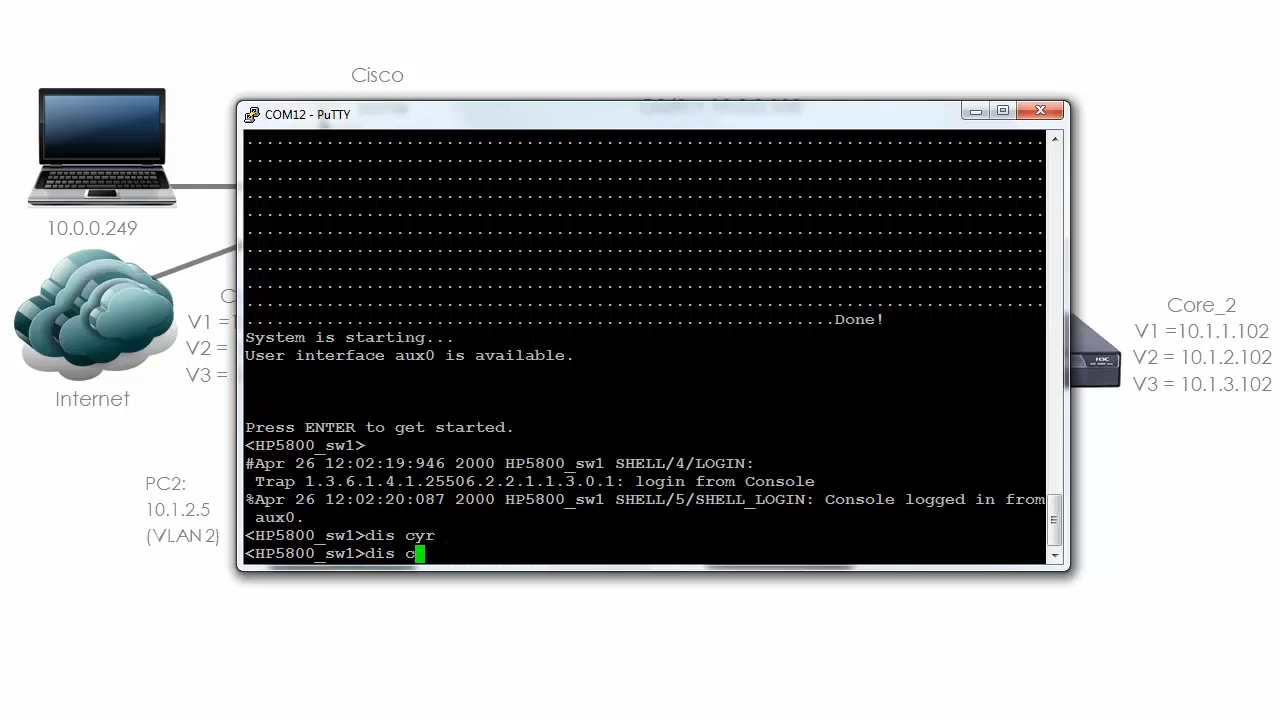 Cisco
COM12 - PuTTY
10.0.0.249
Internet
V1 =
V2 =
V3 =
PC2:
10.1.2.5
(VLAN 2)
................................................................................
................................................................................
................................................................................
................................................................................
................................................................................
................................................................................
................................................................................
................................................................................
................................................................................
................................................................................
...........................................................Done!
System is starting...
User interface aux0 is available.
Press ENTER to get started.
<HP5800_sw1>
#Apr 26 12:02:19:946 2000 HP5800_sw1 SHELL/4/LOGIN:
Trap 1.3.6.1.4.1.25506.2.2.1.1.3.0.1: login from Console
%Apr 26 12:02:20:087 2000 HP5800_sw1 SHELL/5/SHELL_LOGIN: Console logged in from
aux0.
<HP5800_sw1>dis cyr
<HP5800_sw1>dis c
H3C
Core_2
V1 =10.1.1.102
V2 = 10.1.2.102
V3 = 10.1.3.102